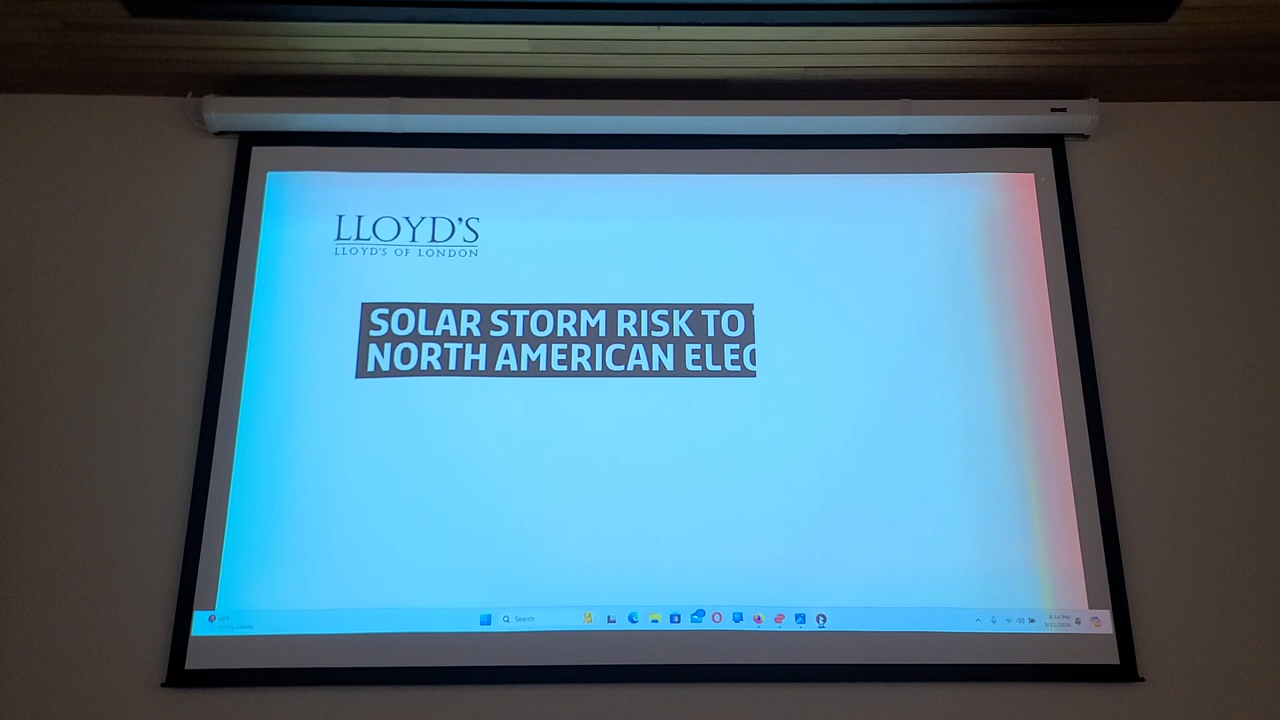 LLOYD'S
LLOYD'S OF LONDON
SOLAR STORM RISK TO
NORTH AMERICAN ELEC
Search